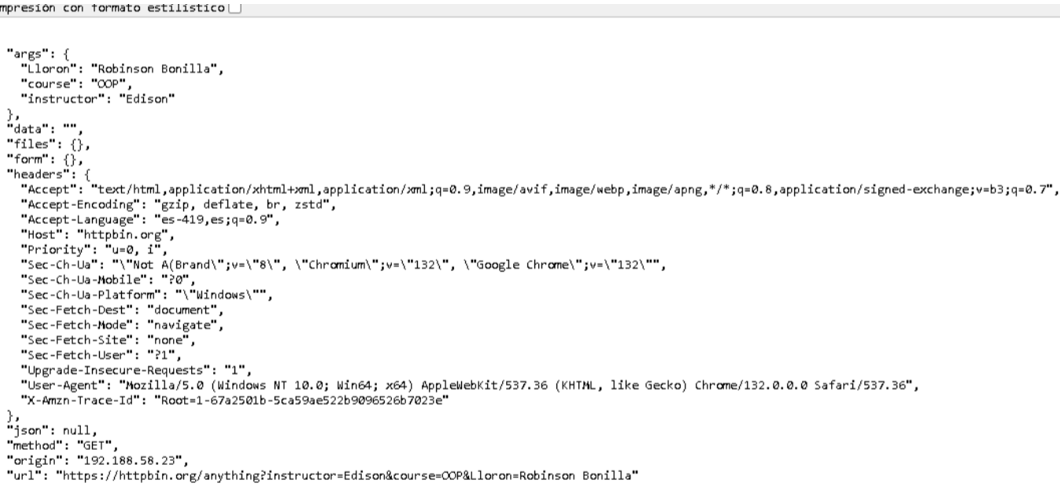 mpresión con formato estilístico
"args": {
"Lloron": "Robinson Bonilla",
"course": "OOP",
"instructor": "Edison"
},
"data": "",
"files": {},
"form": {},
"headers": {
"Accept": "text/html,application/xhtml+xml,application/xml;q=0.9,image/avif,image/webp,image/apng,*/*;q=0.8,application/signed-exchange;v=b3;q=0.7",
"Accept-Encoding": "gzip, deflate, br, zstd",
"Accept-Language": "es-419,es;q=0.9",
"Host": "httpbin.org",
"Priority": "u=0, i",
"Sec-Ch-Ua": "\"Not A(Brand\";v=\"8\", \"Chromium\";v=\"132\", \"Google Chrome\";v=\"132\"",
"Sec-Ch-Ua-Mobile": "?0",
"Sec-Ch-Ua-Platform": "\"Windows\"",
"Sec-Fetch-Dest": "document",
"Sec-Fetch-Mode": "navigate",
"Sec-Fetch-Site": "none",
"Sec-Fetch-User": "?1",
"Upgrade-Insecure-Requests": "1",
"User-Agent": "Mozilla/5.0 (Windows NT 10.0; Win64; x64) AppleWebKit/537.36 (KHTML, like Gecko) Chrome/132.0.0.0 Safari/537.36",
"X-Amzn-Trace-Id": "Root=1-67a2501b-5ca59ae522b9096526b7023e"
},
"json": null,
"method": "GET",
"origin": "192.188.58.23",
"url": "https://httpbin.org/anything?instructor=Edison&course=OOP&Lloron=Robinson Bonilla"